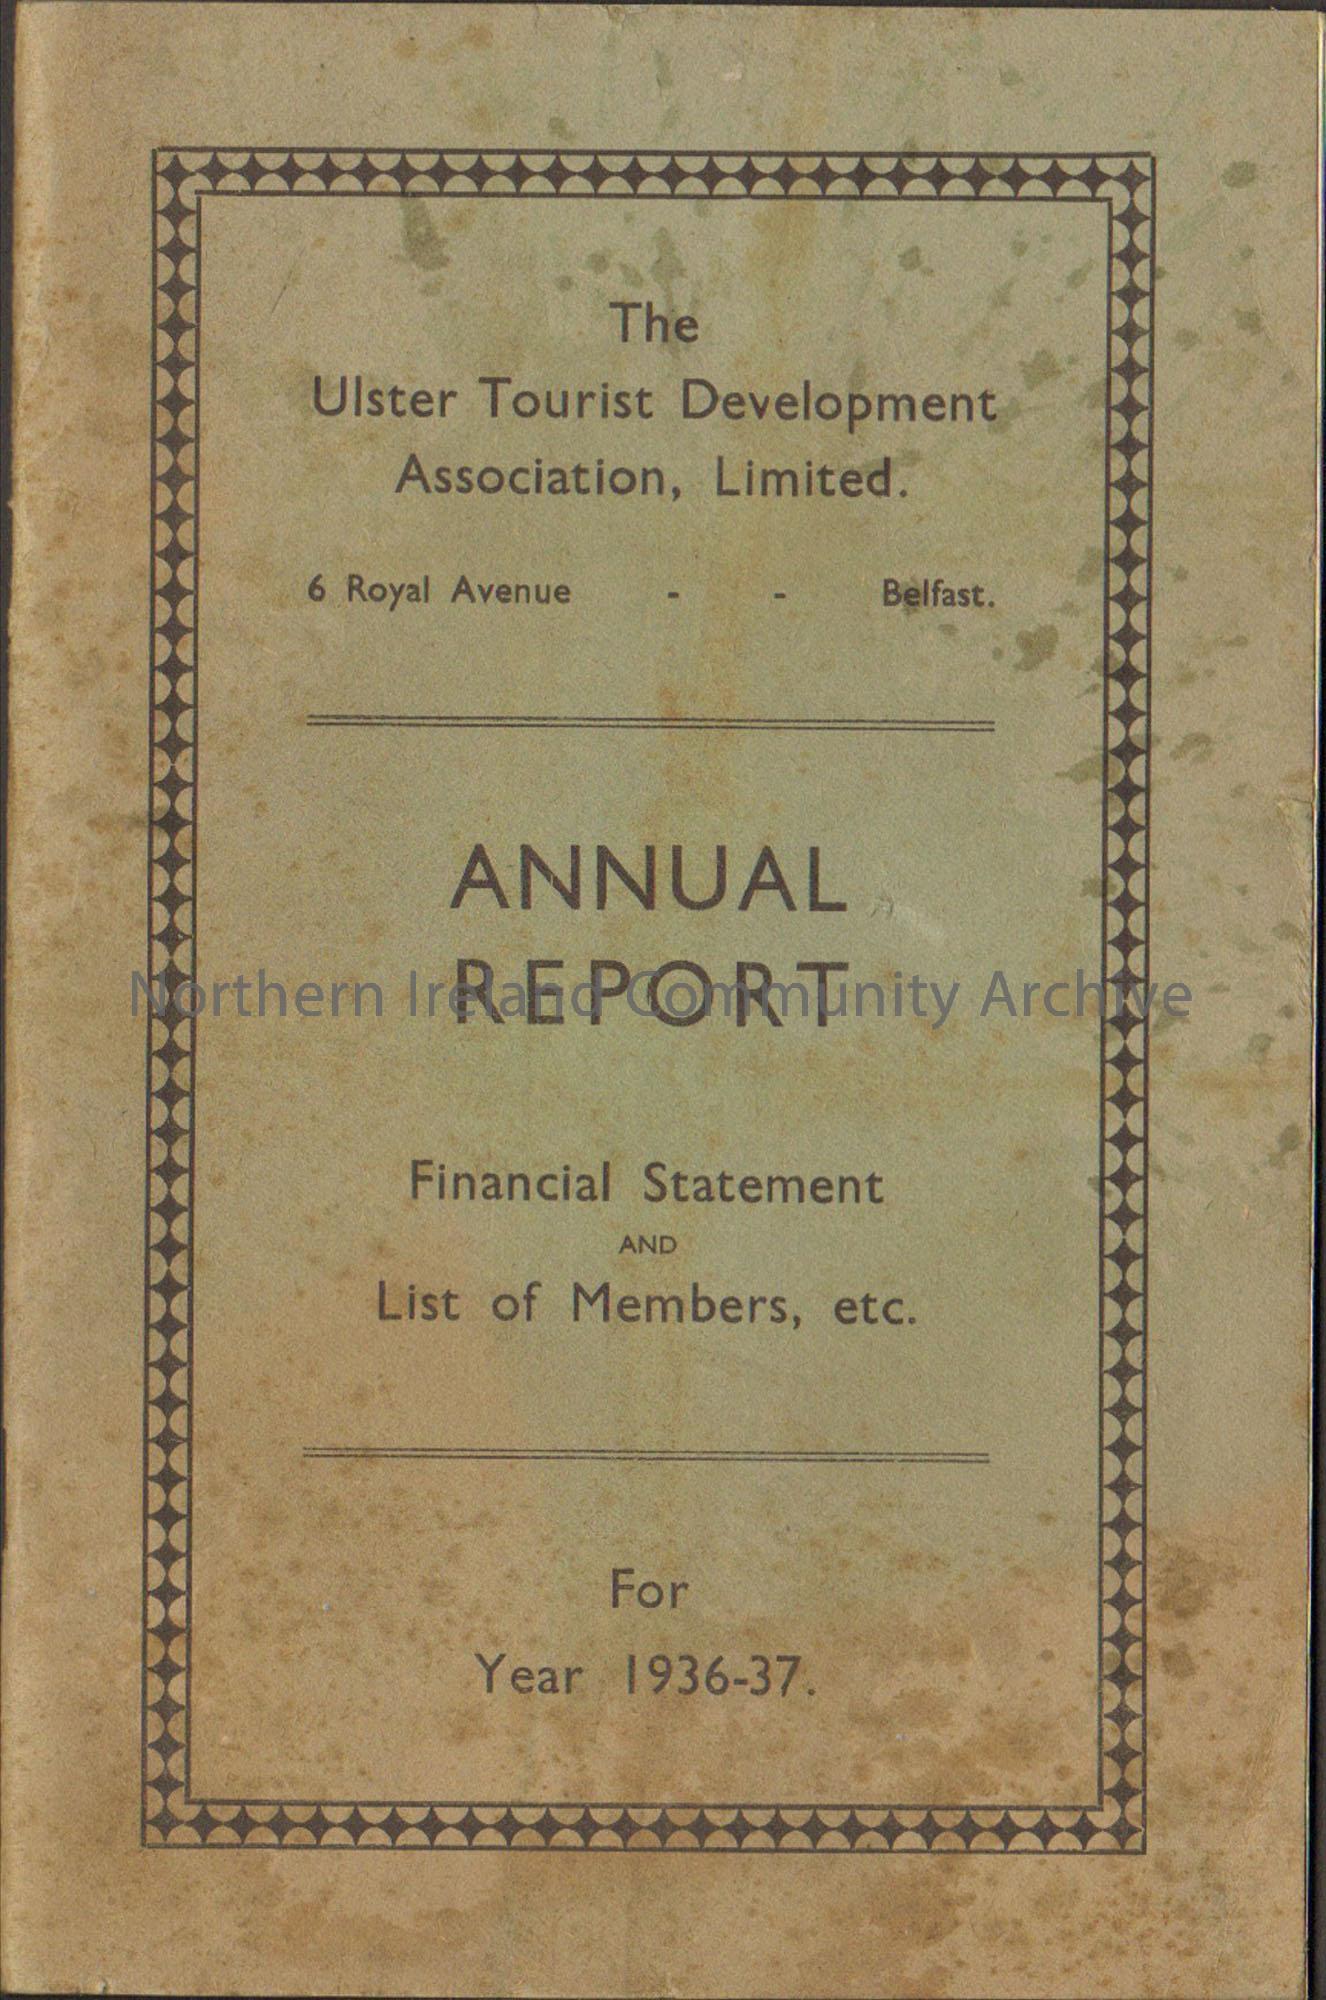 The
Ulster Tourist Development
Association, Limited.
6 Royal Avenue - - Belfast.
ANNUAL
REPORT
Northern Ireland Community Archive
Financial Statement
AND
List of Members, etc.
For
Year 1936-37.